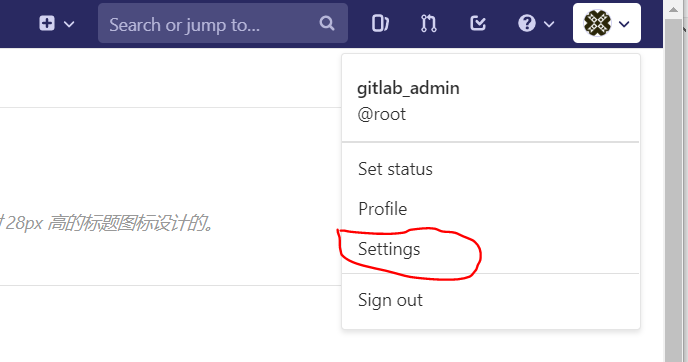 Search or jump to...
gitlab_admin
@root
Set status
28px 高的标题图标设计的。
Profile
Settings
Sign out